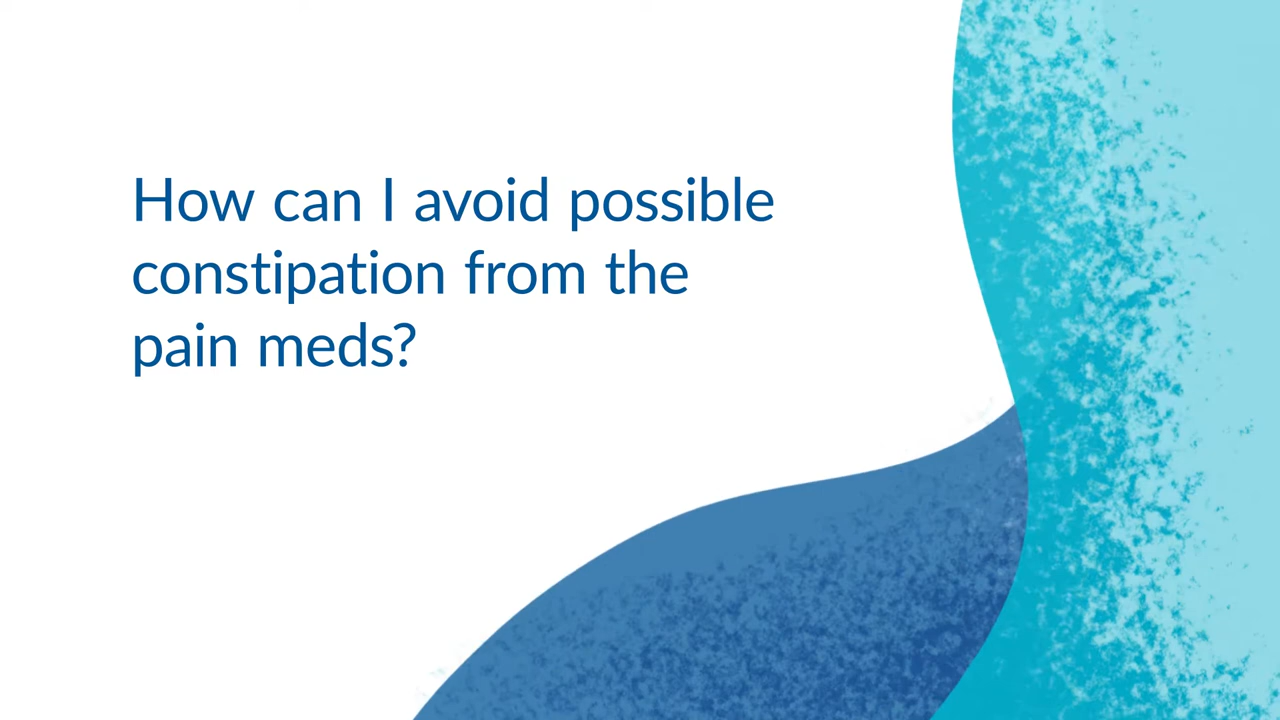 How can I avoid possible
constipation from the
pain meds?